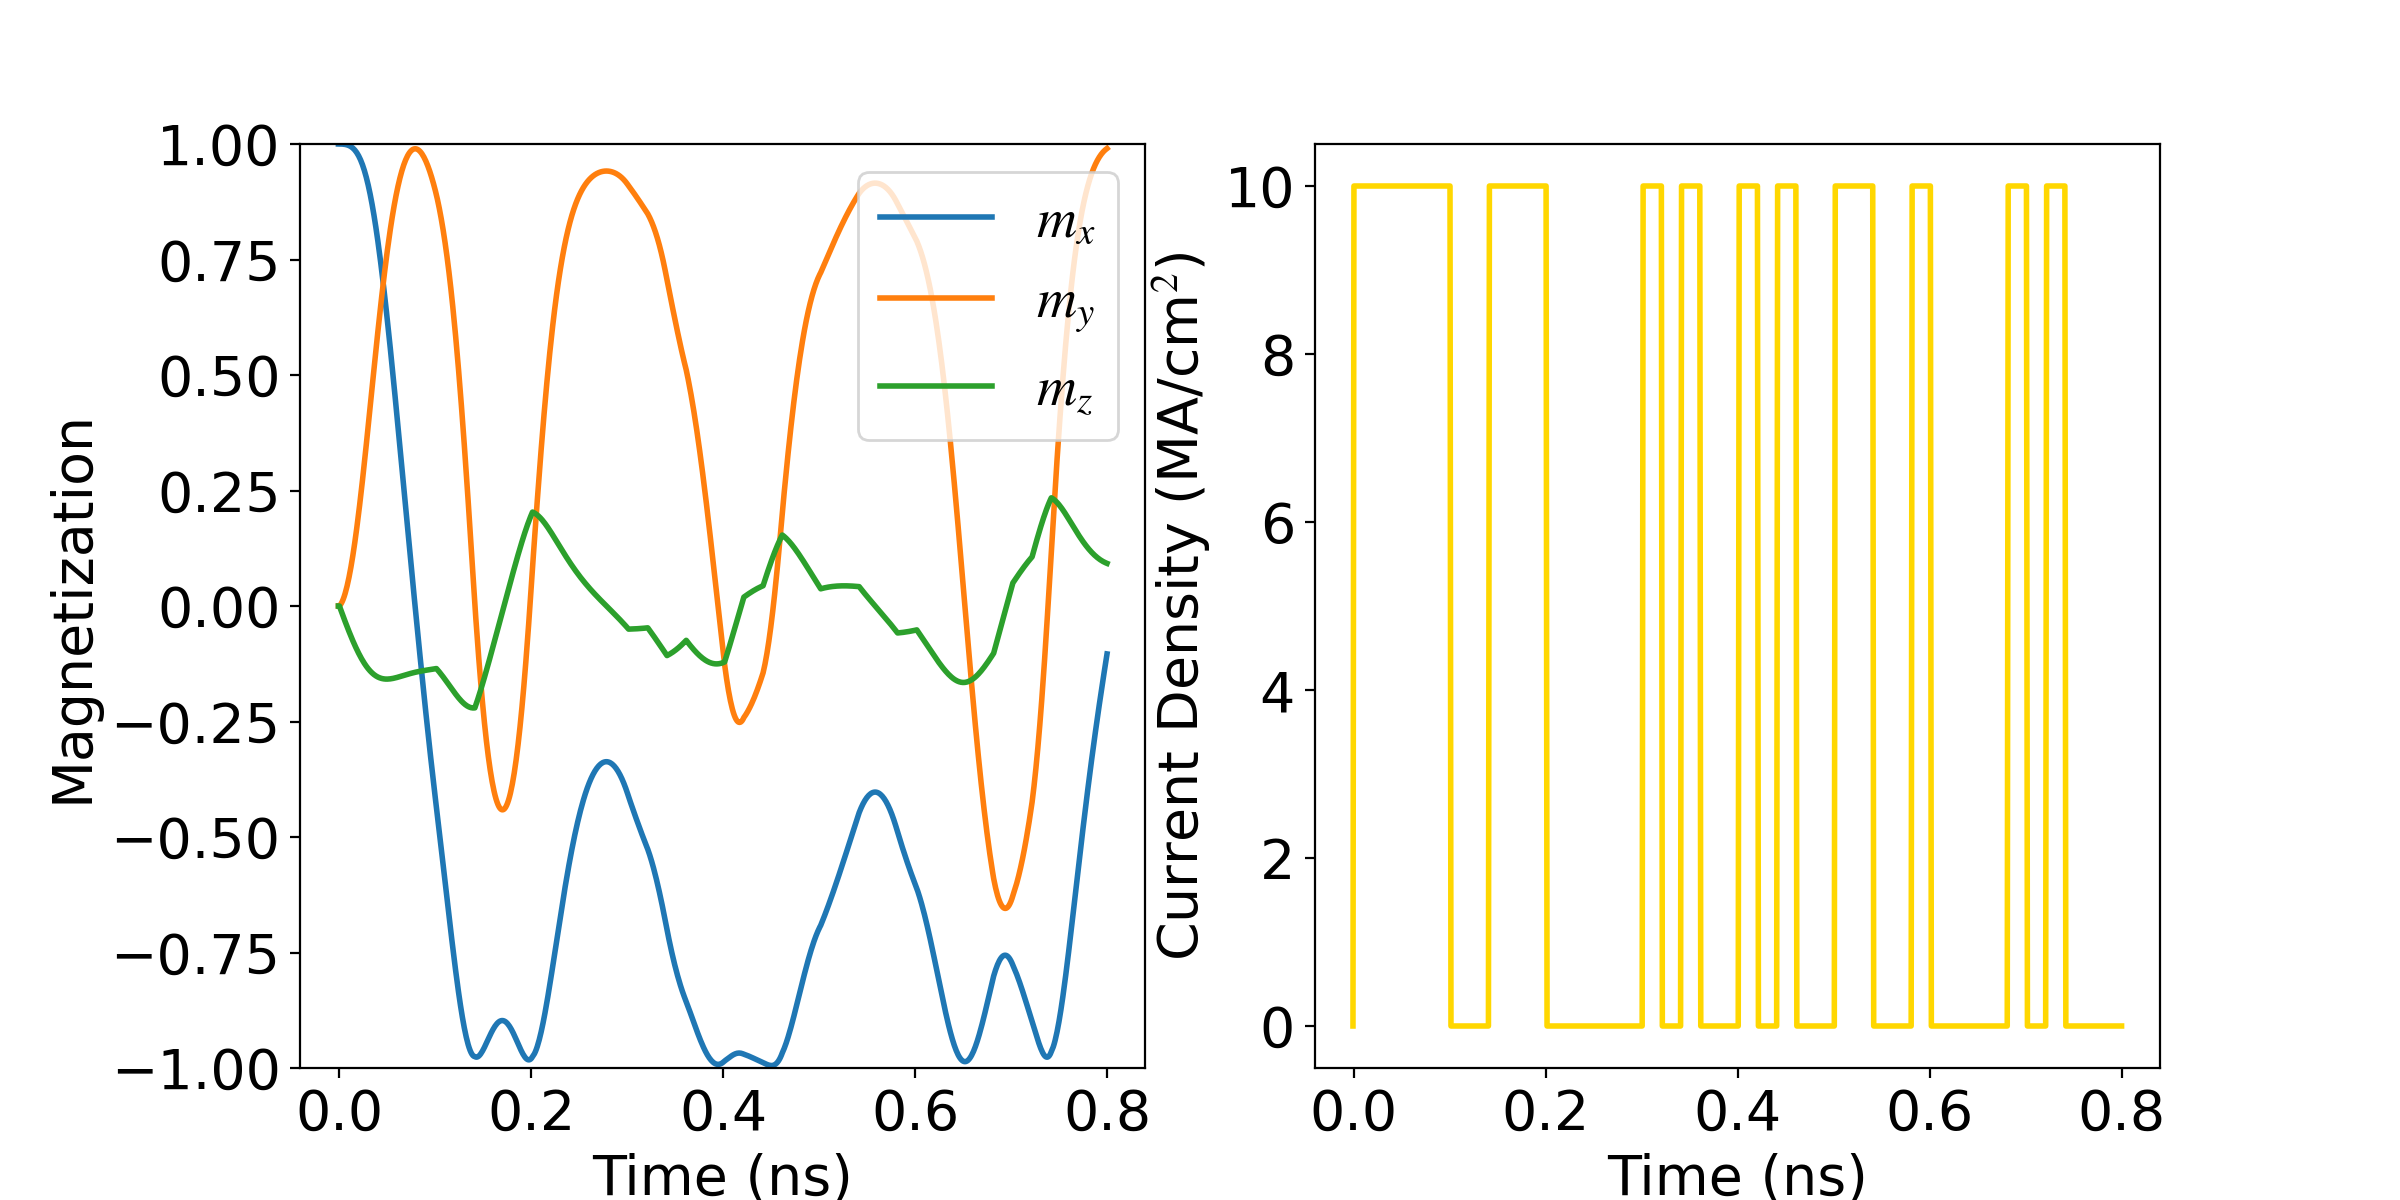 Magnetization
1.00
0.75
0.50
0.25
0.00
−0.25
−0.50
−0.75
−1.00
0.0 0.2 0.4 0.6 0.8
Time (ns)
m_x
m_y
m_z
Current Density (MA/cm²)
10
8
6
4
2
0
0.0 0.2 0.4 0.6 0.8
Time (ns)